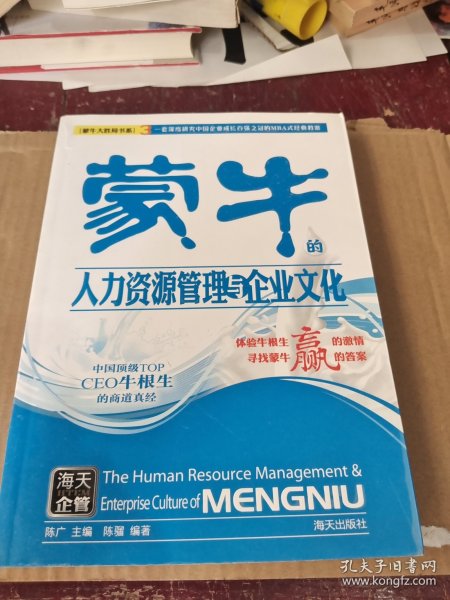 [蒙牛大胜局书系] 3 一套深度研究中国企业成长百强之冠的MBA式经典教案
蒙牛的
人力资源管理与企业文化
体验牛根生 赢 的激情
寻找蒙牛 的答案
中国顶级TOP
CEO牛根生
的商道真经
海天
企管
The Human Resource Management &
Enterprise Culture of MENGNIU
陈广 主编 陈骝 编著
海天出版社
孔夫子旧书网
www.kongfz.com